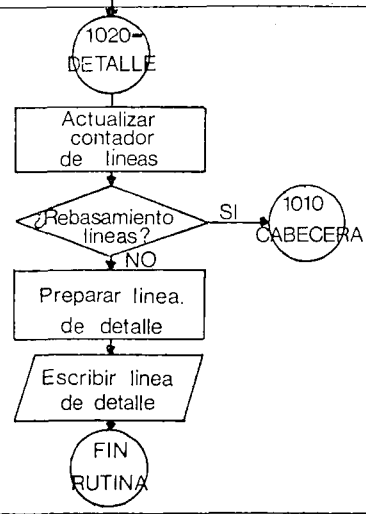 1020-
DETALLE
Actualizar
contador
de lineas
¿Rebasamiento
lineas?
SI
1010
CABECERA
NO
Preparar linea.
de detalle
Escribir linea
de detalle
FIN
RUTINA